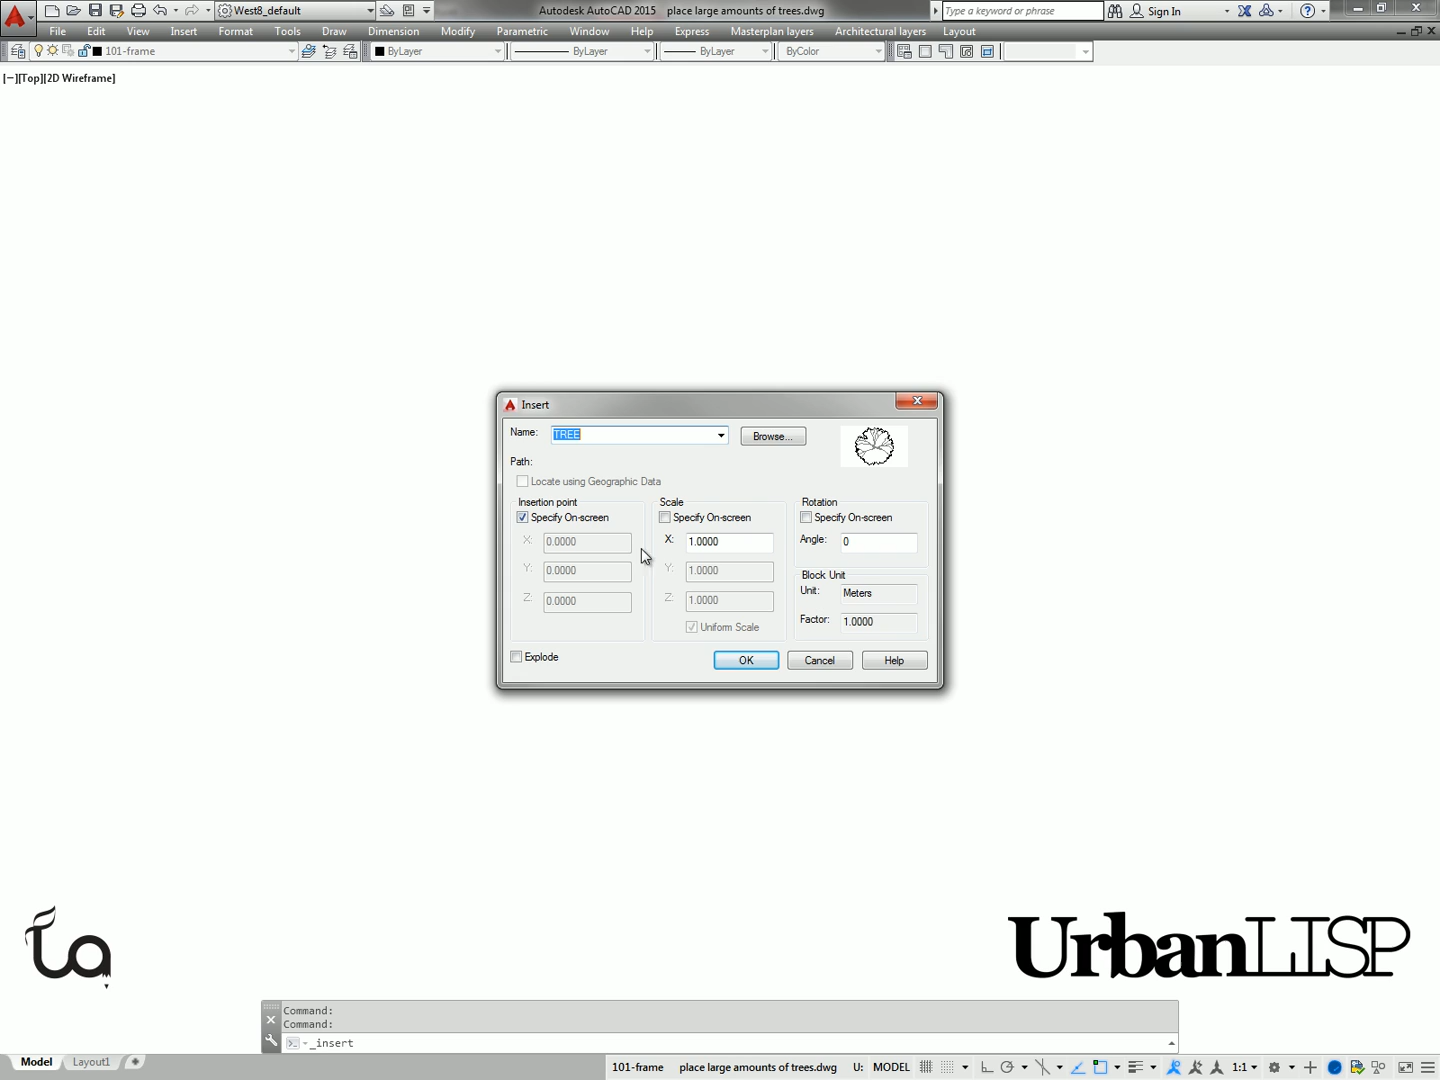 West8_default
Autodesk AutoCAD 2015    place large amounts of trees.dwg
Type a keyword or phrase
Sign In
File Edit View Insert Format Tools Draw Dimension Modify Parametric Window Help Express Masterplan layers Architectural layers Layout
101-frame
ByLayer
ByLayer
ByLayer
ByColor
[−][Top][2D Wireframe]
Insert
Name: TREE
Browse...
Path:
Locate using Geographic Data
Insertion point
Specify On-screen
X: 0.0000
Y: 0.0000
Z: 0.0000
Scale
Specify On-screen
X: 1.0000
Y: 1.0000
Z: 1.0000
Uniform Scale
Rotation
Specify On-screen
Angle: 0
Block Unit
Unit: Meters
Factor: 1.0000
Explode
OK
Cancel
Help
UrbanLISP
Command:
Command:
_insert
Model Layout1
101-frame place large amounts of trees.dwg U: MODEL 1:1